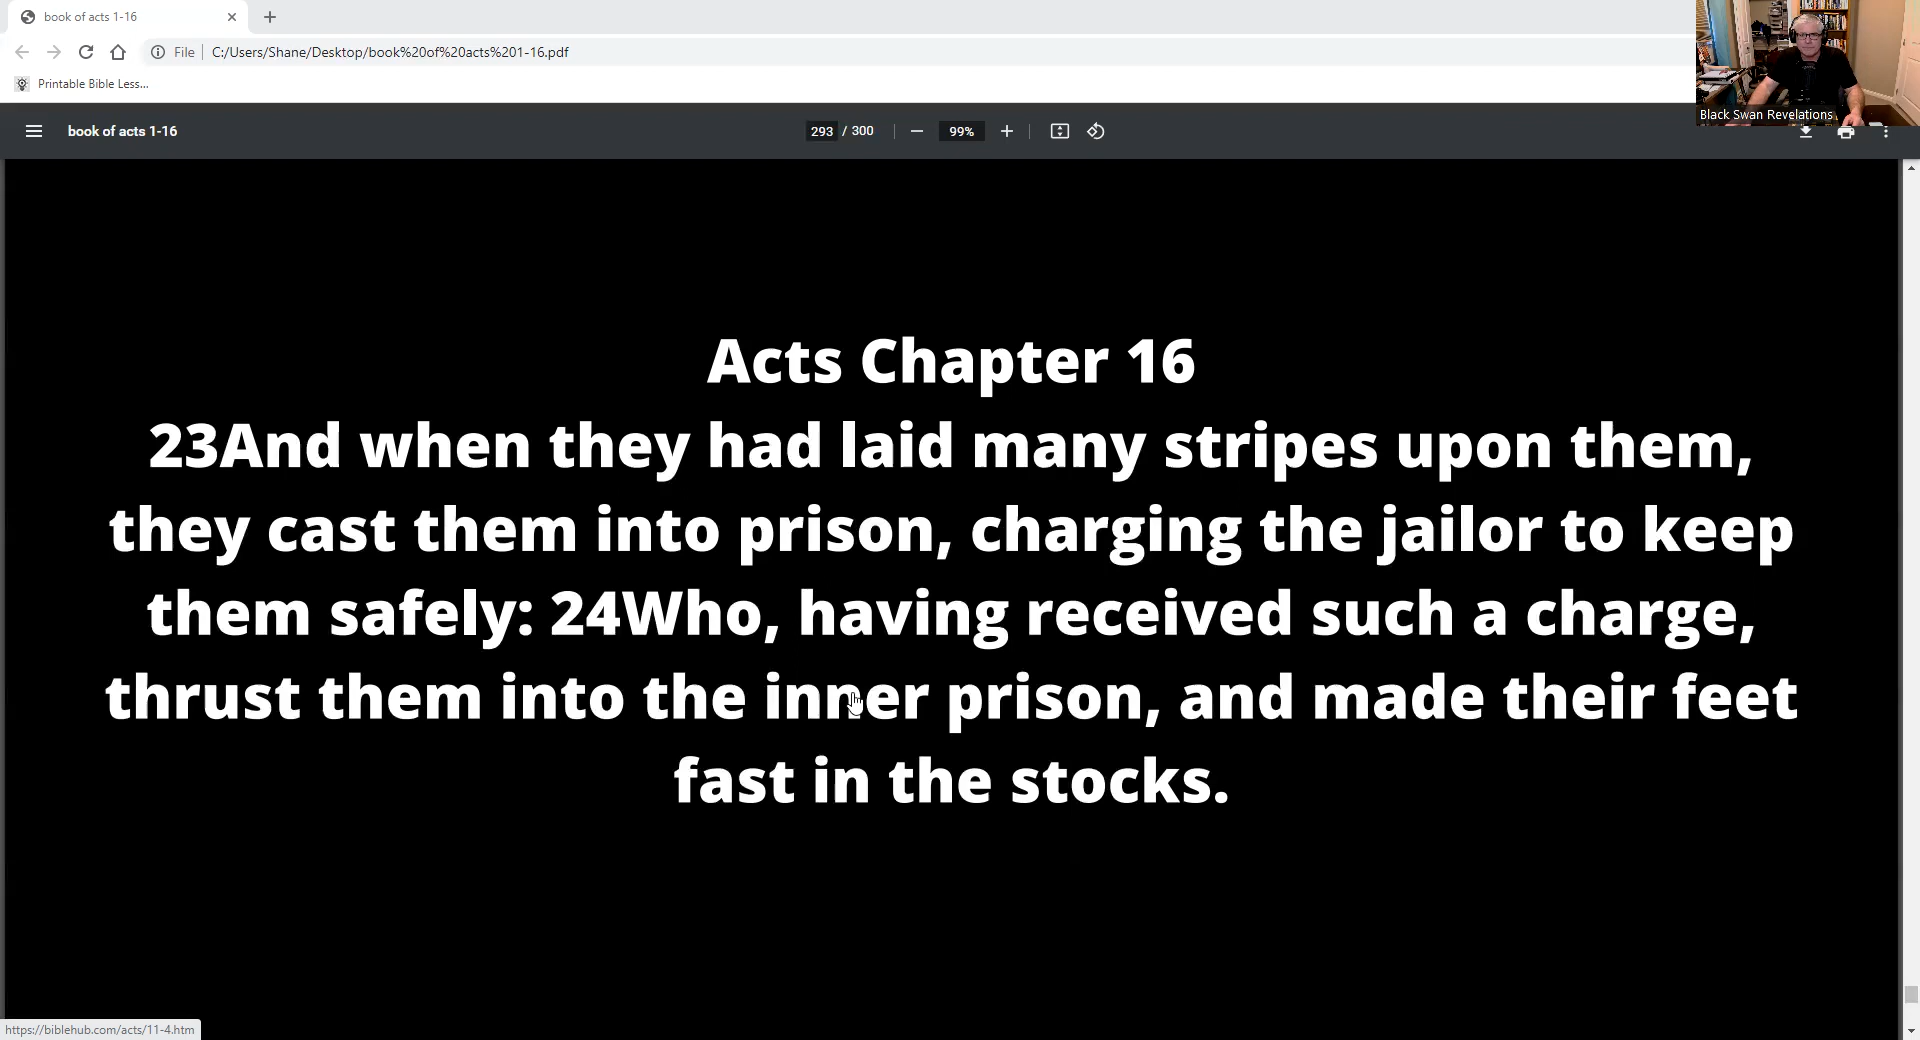 book of acts 1-16
File
C:/Users/Shane/Desktop/book%20of%20acts%201-16.pdf
Printable Bible Less...
Black Swan Revelations
book of acts 1-16
293 / 300
99%
Acts Chapter 16
23And when they had laid many stripes upon them,
they cast them into prison, charging the jailor to keep
them safely: 24Who, having received such a charge,
thrust them into the inner prison, and made their feet
fast in the stocks.
https://biblehub.com/acts/11-4.htm